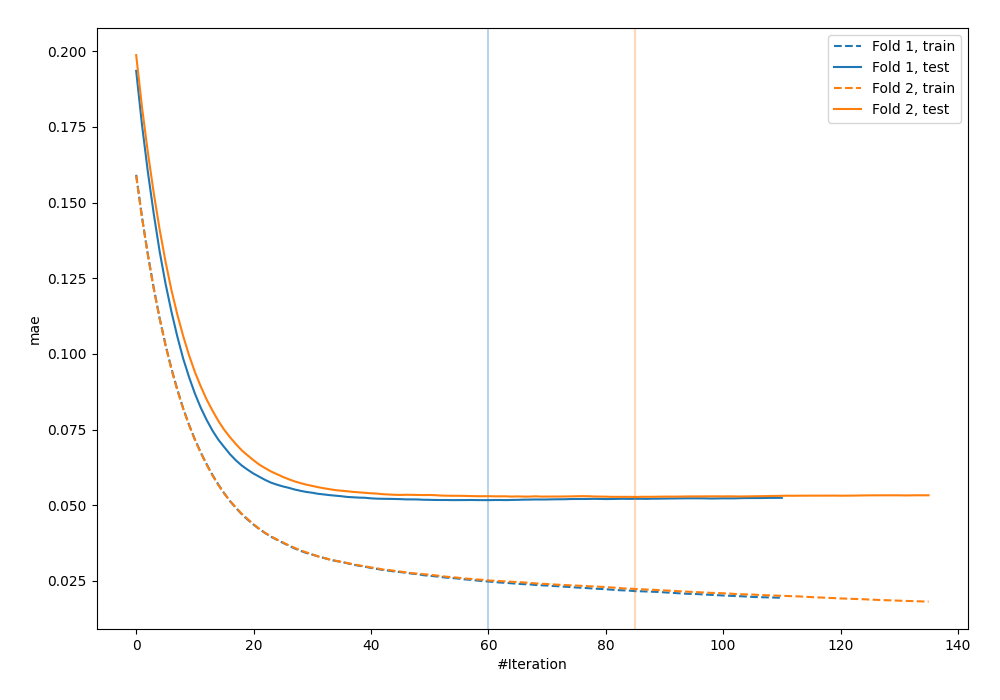 0.200
0.175
0.150
0.125
0.100
0.075
0.050
0.025
mae
0
20
40
60
80
100
120
140
#Iteration
Fold 1, train
Fold 1, test
Fold 2, train
Fold 2, test